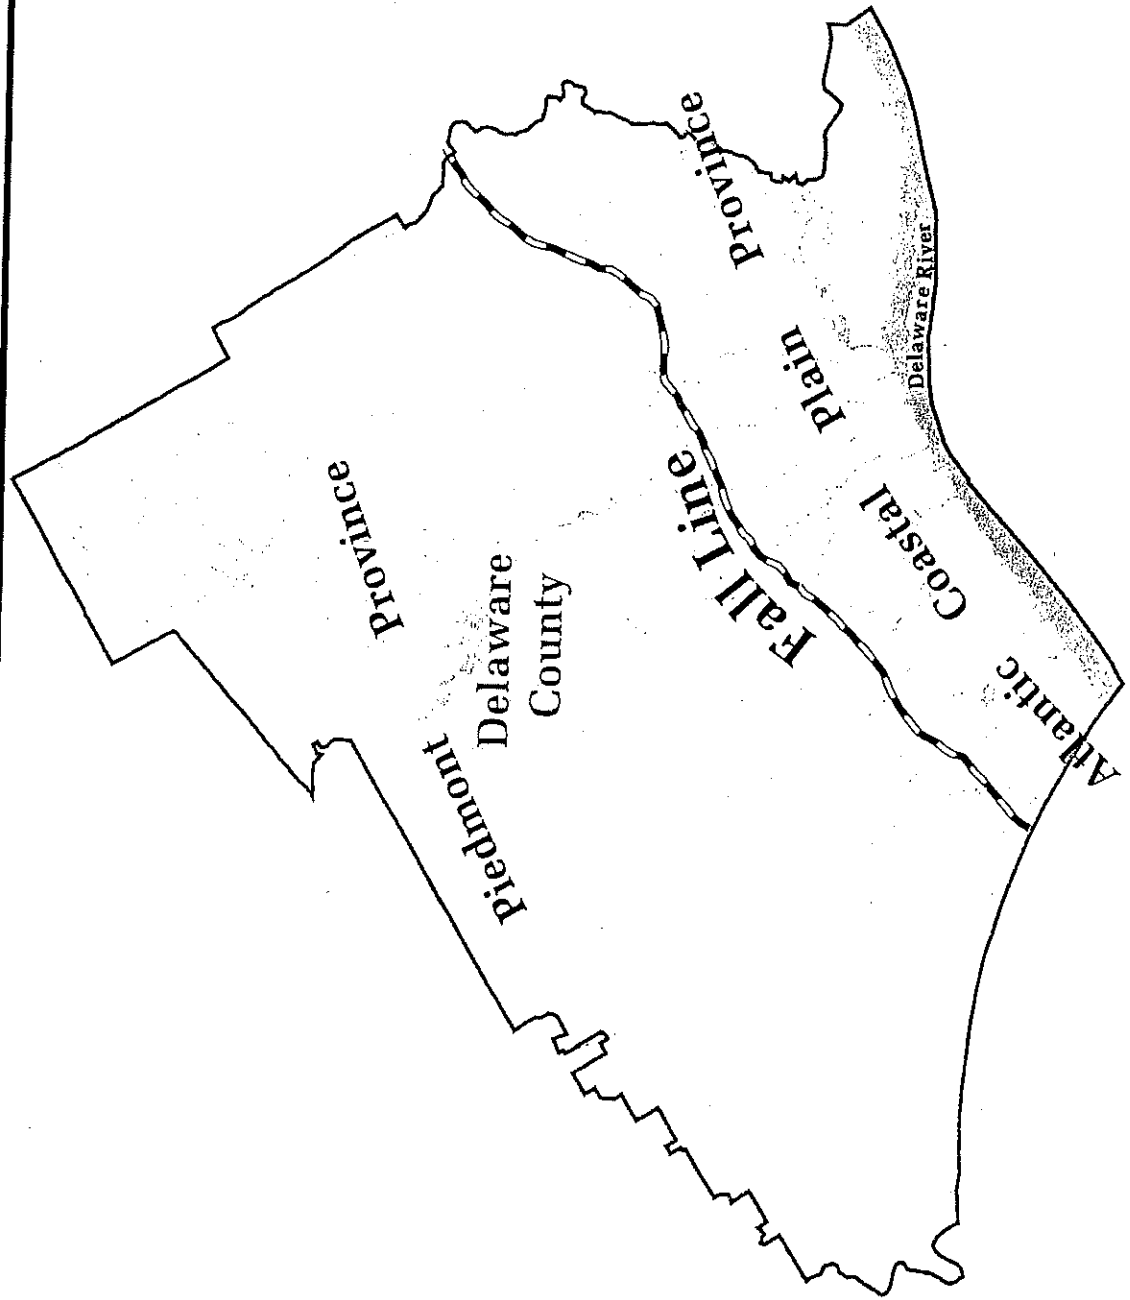 Piedmont Province
Delaware
County
Fall Line
Atlantic Coastal Plain Province
Delaware River